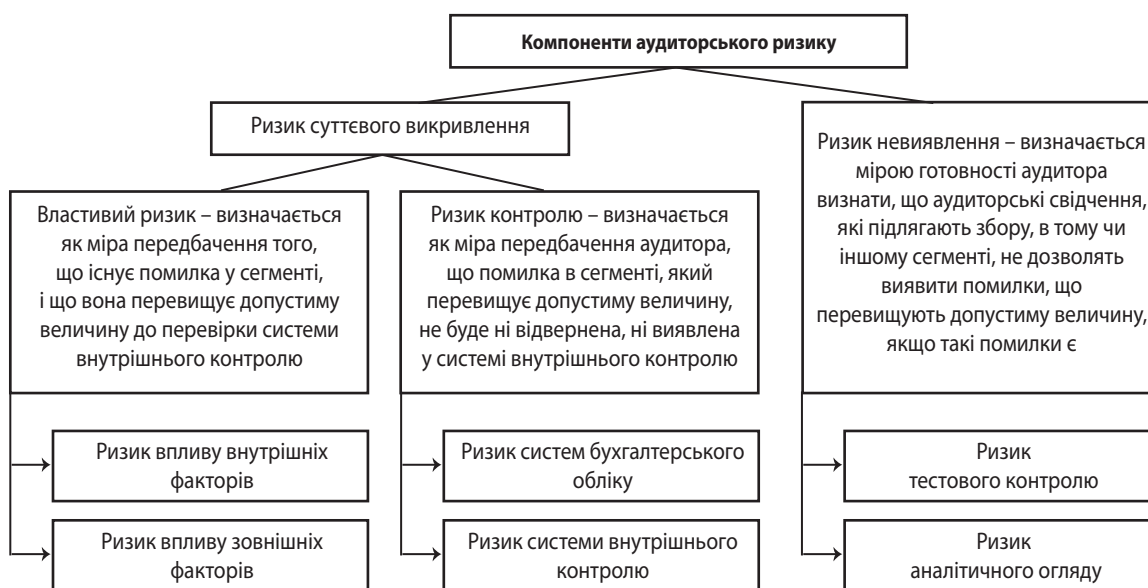 Компоненти аудиторського ризику
Ризик суттєвого викривлення
Ризик невиявлення – визначається
мірою готовності аудитора
визнати, що аудиторські свідчення,
які підлягають збору, в тому чи
іншому сегменті, не дозволять
виявити помилки, що
перевищують допустиму величину,
якщо такі помилки є
Властивий ризик – визначається
як міра передбачення того,
що існує помилка у сегменті,
і що вона перевищує допустиму
величину до перевірки системи
внутрішнього контролю
Ризик контролю – визначається
як міра передбачення аудитора,
що помилка в сегменті, який
перевищує допустиму величину,
не буде ні відвернена, ні виявлена
у системі внутрішнього контролю
Ризик впливу внутрішніх
факторів
Ризик систем бухгалтерського
обліку
Ризик
тестового контролю
Ризик впливу зовнішніх
факторів
Ризик системи внутрішнього
контролю
Ризик
аналітичного огляду